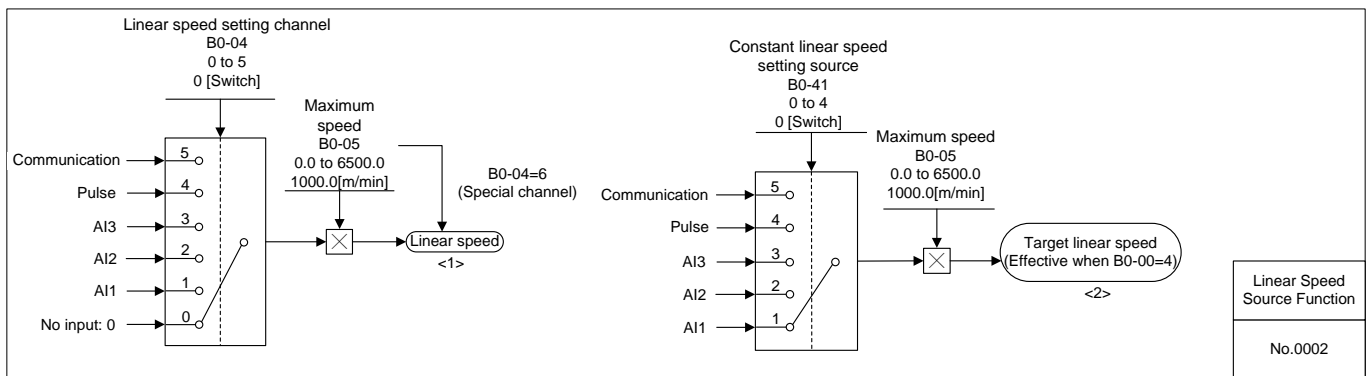 Linear speed setting channel
B0-04
0 to 5
0 [Switch]
Maximum
speed
B0-05
0.0 to 6500.0
1000.0[m/min]
B0-04=6
(Special channel)
Communication
5
Pulse
4
AI3
3
AI2
2
AI1
1
No input: 0
0
Linear speed
<1>
Constant linear speed
setting source
B0-41
0 to 4
0 [Switch]
Maximum speed
B0-05
0.0 to 6500.0
1000.0[m/min]
Communication
5
Pulse
4
AI3
3
AI2
2
AI1
1
Target linear speed
(Effective when B0-00=4)
<2>
Linear Speed
Source Function
No.0002